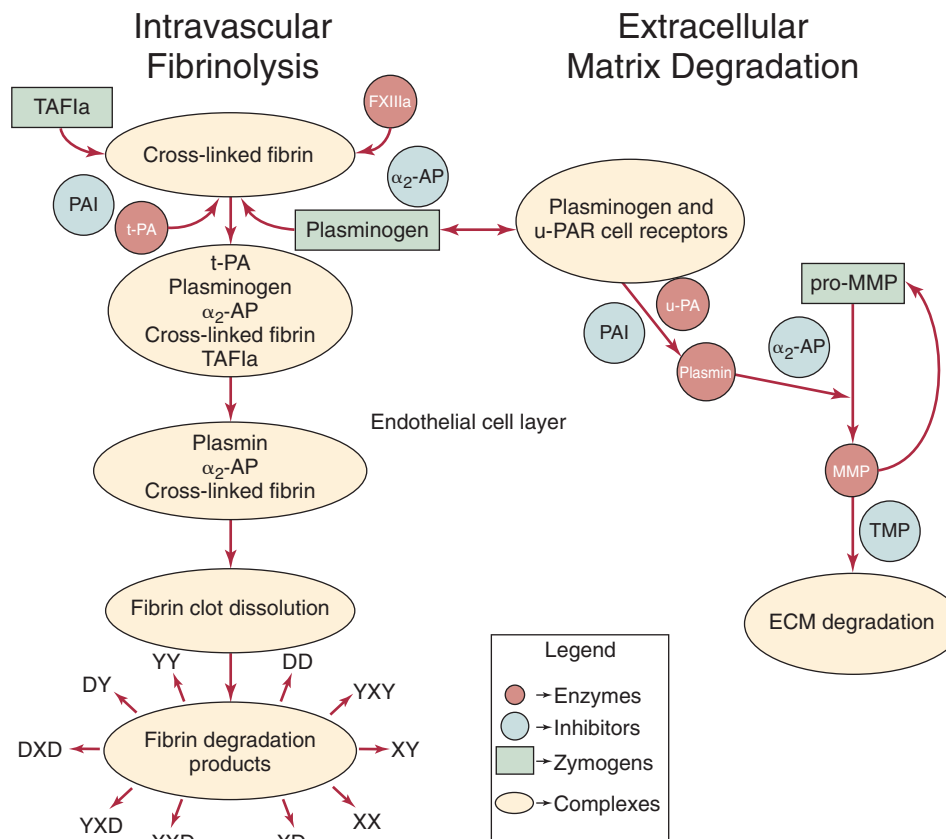 Intravascular
Fibrinolysis
Extracellular
Matrix Degradation
TAFIa
FXIIIa
Cross-linked fibrin
α2-AP
PAI
t-PA
Plasminogen
Plasminogen and
u-PAR cell receptors
t-PA
Plasminogen
α2-AP
Cross-linked fibrin
TAFIa
pro-MMP
u-PA
PAI
α2-AP
Plasmin
Endothelial cell layer
Plasmin
α2-AP
Cross-linked fibrin
MMP
TMP
Fibrin clot dissolution
ECM degradation
YY
DD
DY
YXY
DXD
Fibrin degradation
products
XY
YXD
XX
Legend
Enzymes
Inhibitors
Zymogens
Complexes